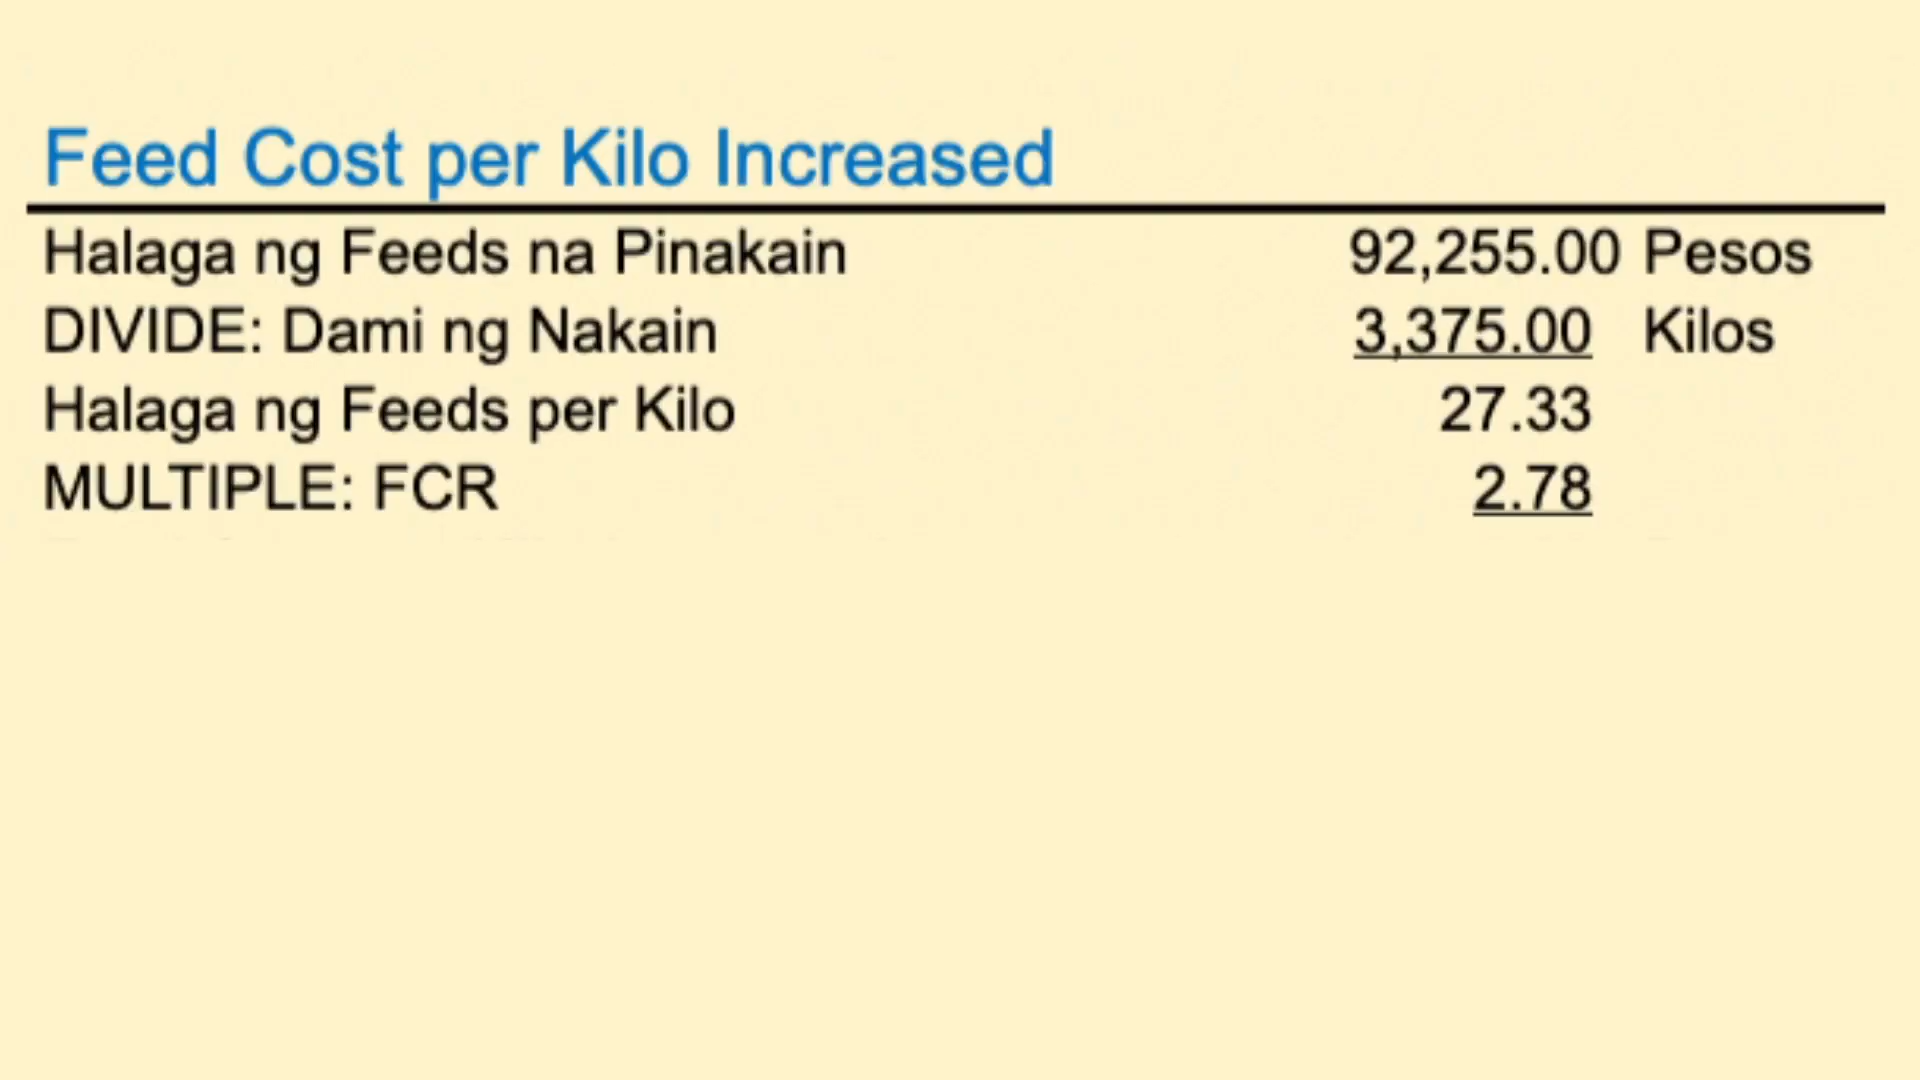 Feed Cost per Kilo Increased
Halaga ng Feeds na Pinakain 92,255.00 Pesos
DIVIDE: Dami ng Nakain 3,375.00 Kilos
Halaga ng Feeds per Kilo 27.33
MULTIPLE: FCR 2.78